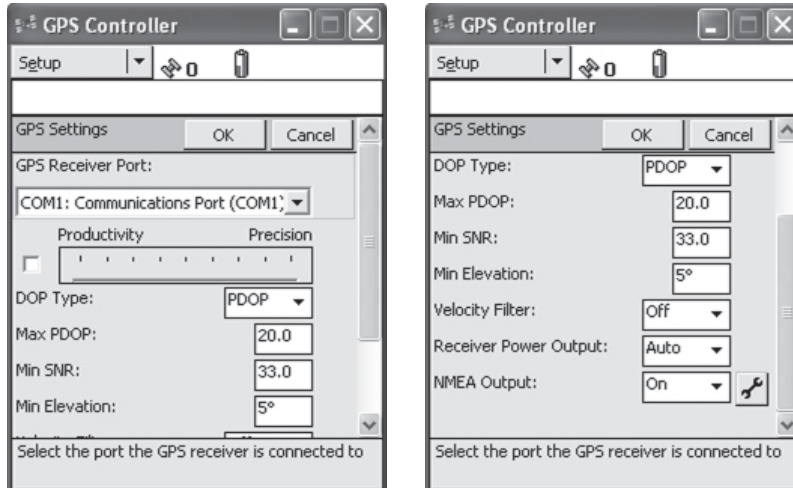 GPS Controller
Setup
0
GPS Settings OK Cancel
GPS Receiver Port:
COM1: Communications Port (COM1)
Productivity Precision
DOP Type: PDOP
Max PDOP: 20.0
Min SNR: 33.0
Min Elevation: 5°
Select the port the GPS receiver is connected to
GPS Controller
Setup
0
GPS Settings OK Cancel
DOP Type: PDOP
Max PDOP: 20.0
Min SNR: 33.0
Min Elevation: 5°
Velocity Filter: Off
Receiver Power Output: Auto
NMEA Output: On
Select the port the GPS receiver is connected to